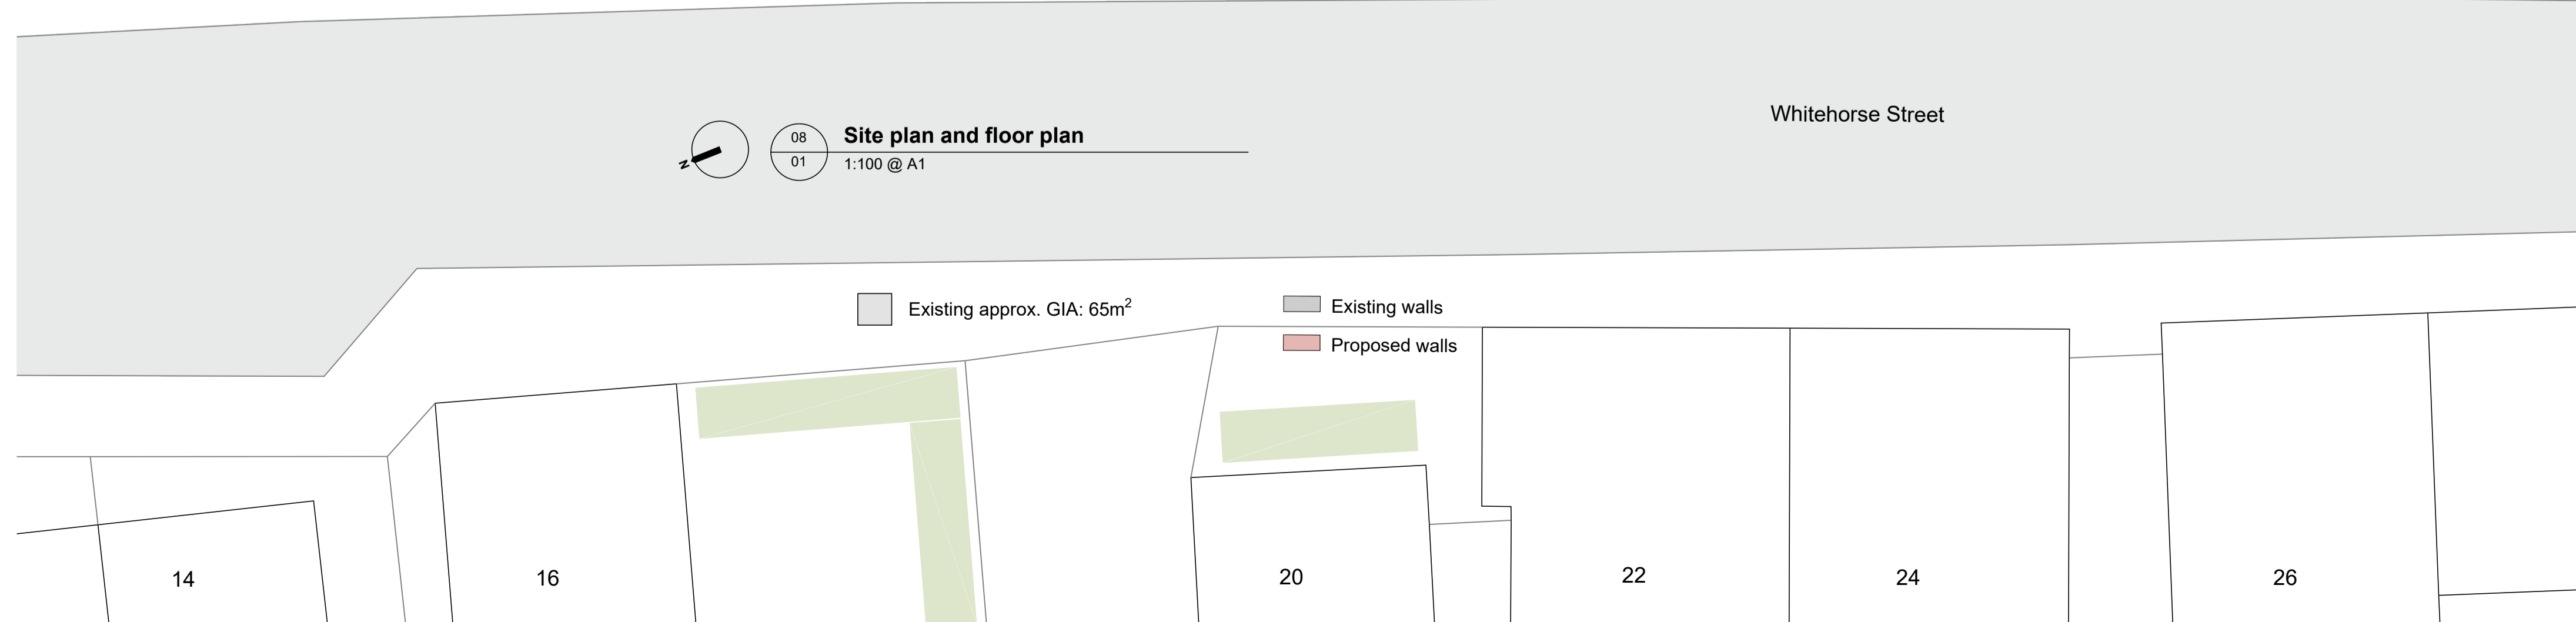 Whitehorse Street
N
08
01
Site plan and floor plan
1:100 @ A1
Existing approx. GIA: 65m²
Existing walls
Proposed walls
14
16
20
22
24
26